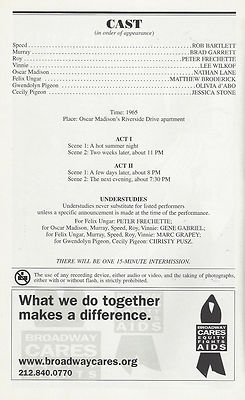 CAST
(in order of appearance)
Speed ROB BARTLETT
Murray BRAD GARRETT
Roy PETER FRECHETTE
Vinnie LEE WILKOF
Oscar Madison NATHAN LANE
Felix Ungar MATTHEW BRODERICK
Gwendolyn Pigeon OLIVIA d'ABO
Cecily Pigeon JESSICA STONE
Time: 1965
Place: Oscar Madison's Riverside Drive apartment
ACT I
Scene 1: A hot summer night
Scene 2: Two weeks later, about 11 PM
ACT II
Scene 1: A few days later, about 8 PM
Scene 2: The next evening, about 7:30 PM
UNDERSTUDIES
Understudies never substitute for listed performers
unless a specific announcement is made at the time of the performance.
For Felix Ungar: PETER FRECHETTE;
for Oscar Madison, Murray, Speed, Roy, Vinnie: GENE GABRIEL;
for Felix Ungar, Murray, Speed, Roy, Vinnie: MARC GRAPEY;
for Gwendolyn Pigeon, Cecily Pigeon: CHRISTY PUSZ.
THERE WILL BE ONE 15-MINUTE INTERMISSION.
The use of any recording device, either audio or video, and the taking of photographs,
either with or without flash, is strictly prohibited.
What we do together
makes a difference.
BROADWAY
CARES
EQUITY
FIGHTS
AIDS
BROADWAY
CARES
www.broadwaycares.org
212.840.0770
FIGHTS
AIDS